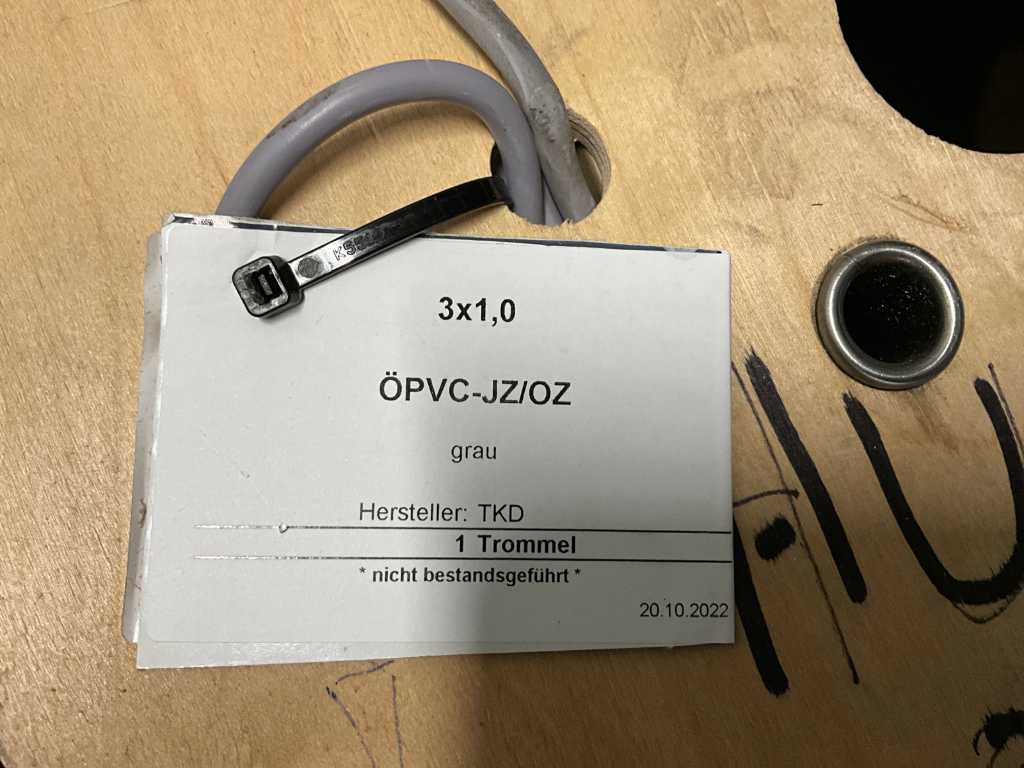 3x1,0
ÖPVC-JZ/OZ
grau
Hersteller: TKD
1 Trommel
* nicht bestandsgeführt *
20.10.2022